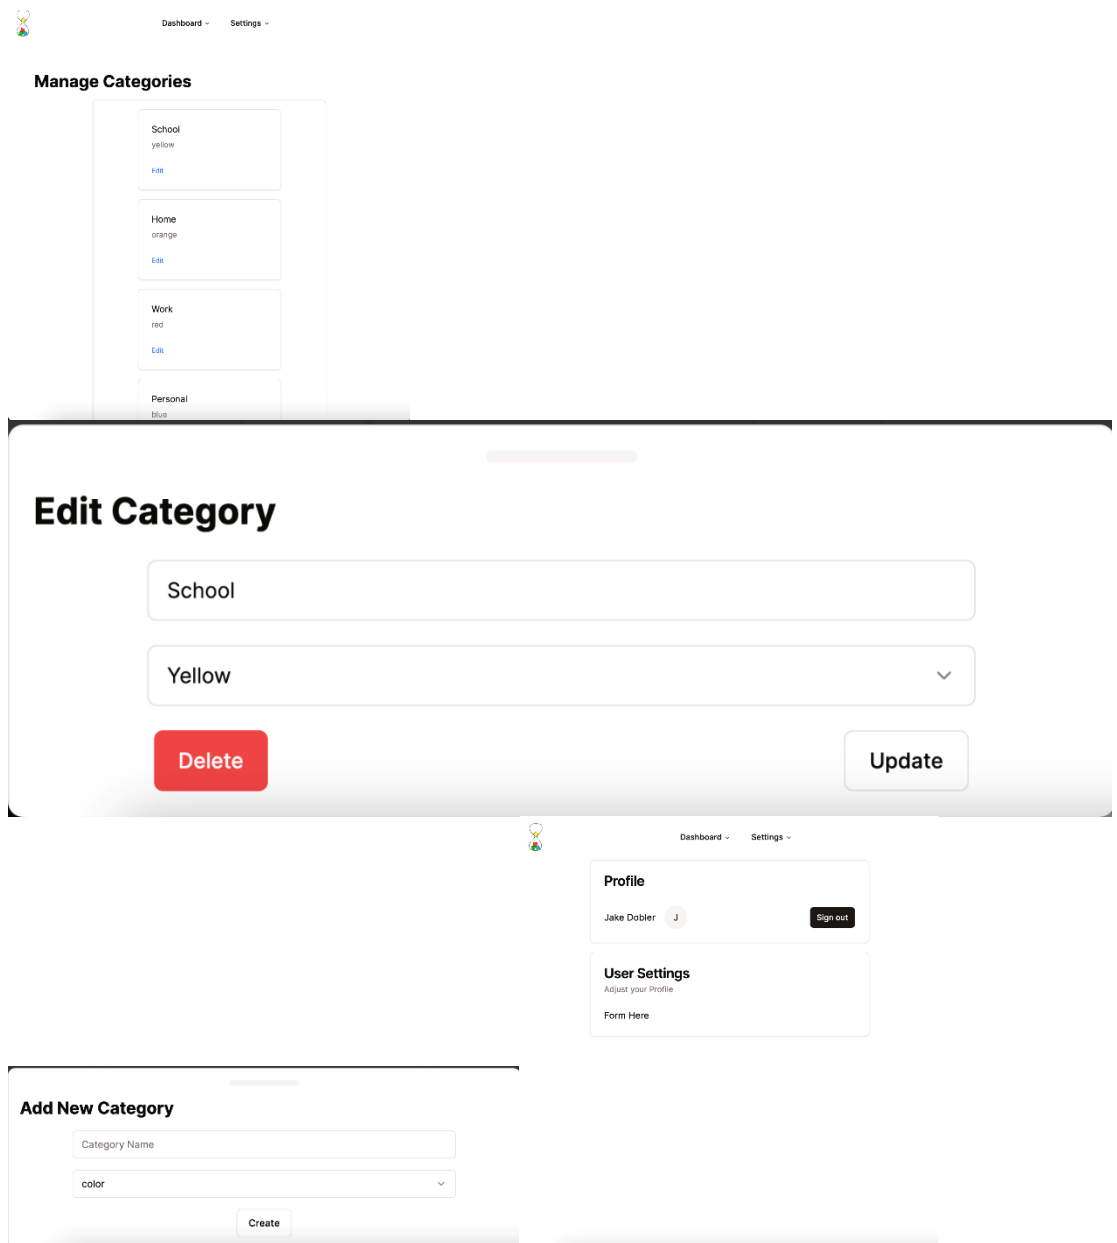 Dashboard Settings
Manage Categories
School
yellow
Edit
Home
orange
Edit
Work
red
Edit
Personal
blue
Edit Category
School
Yellow
Delete Update
Dashboard Settings
Profile
Jake Dobler J Sign out
User Settings
Adjust your Profile
Form Here
Add New Category
Category Name
color
Create